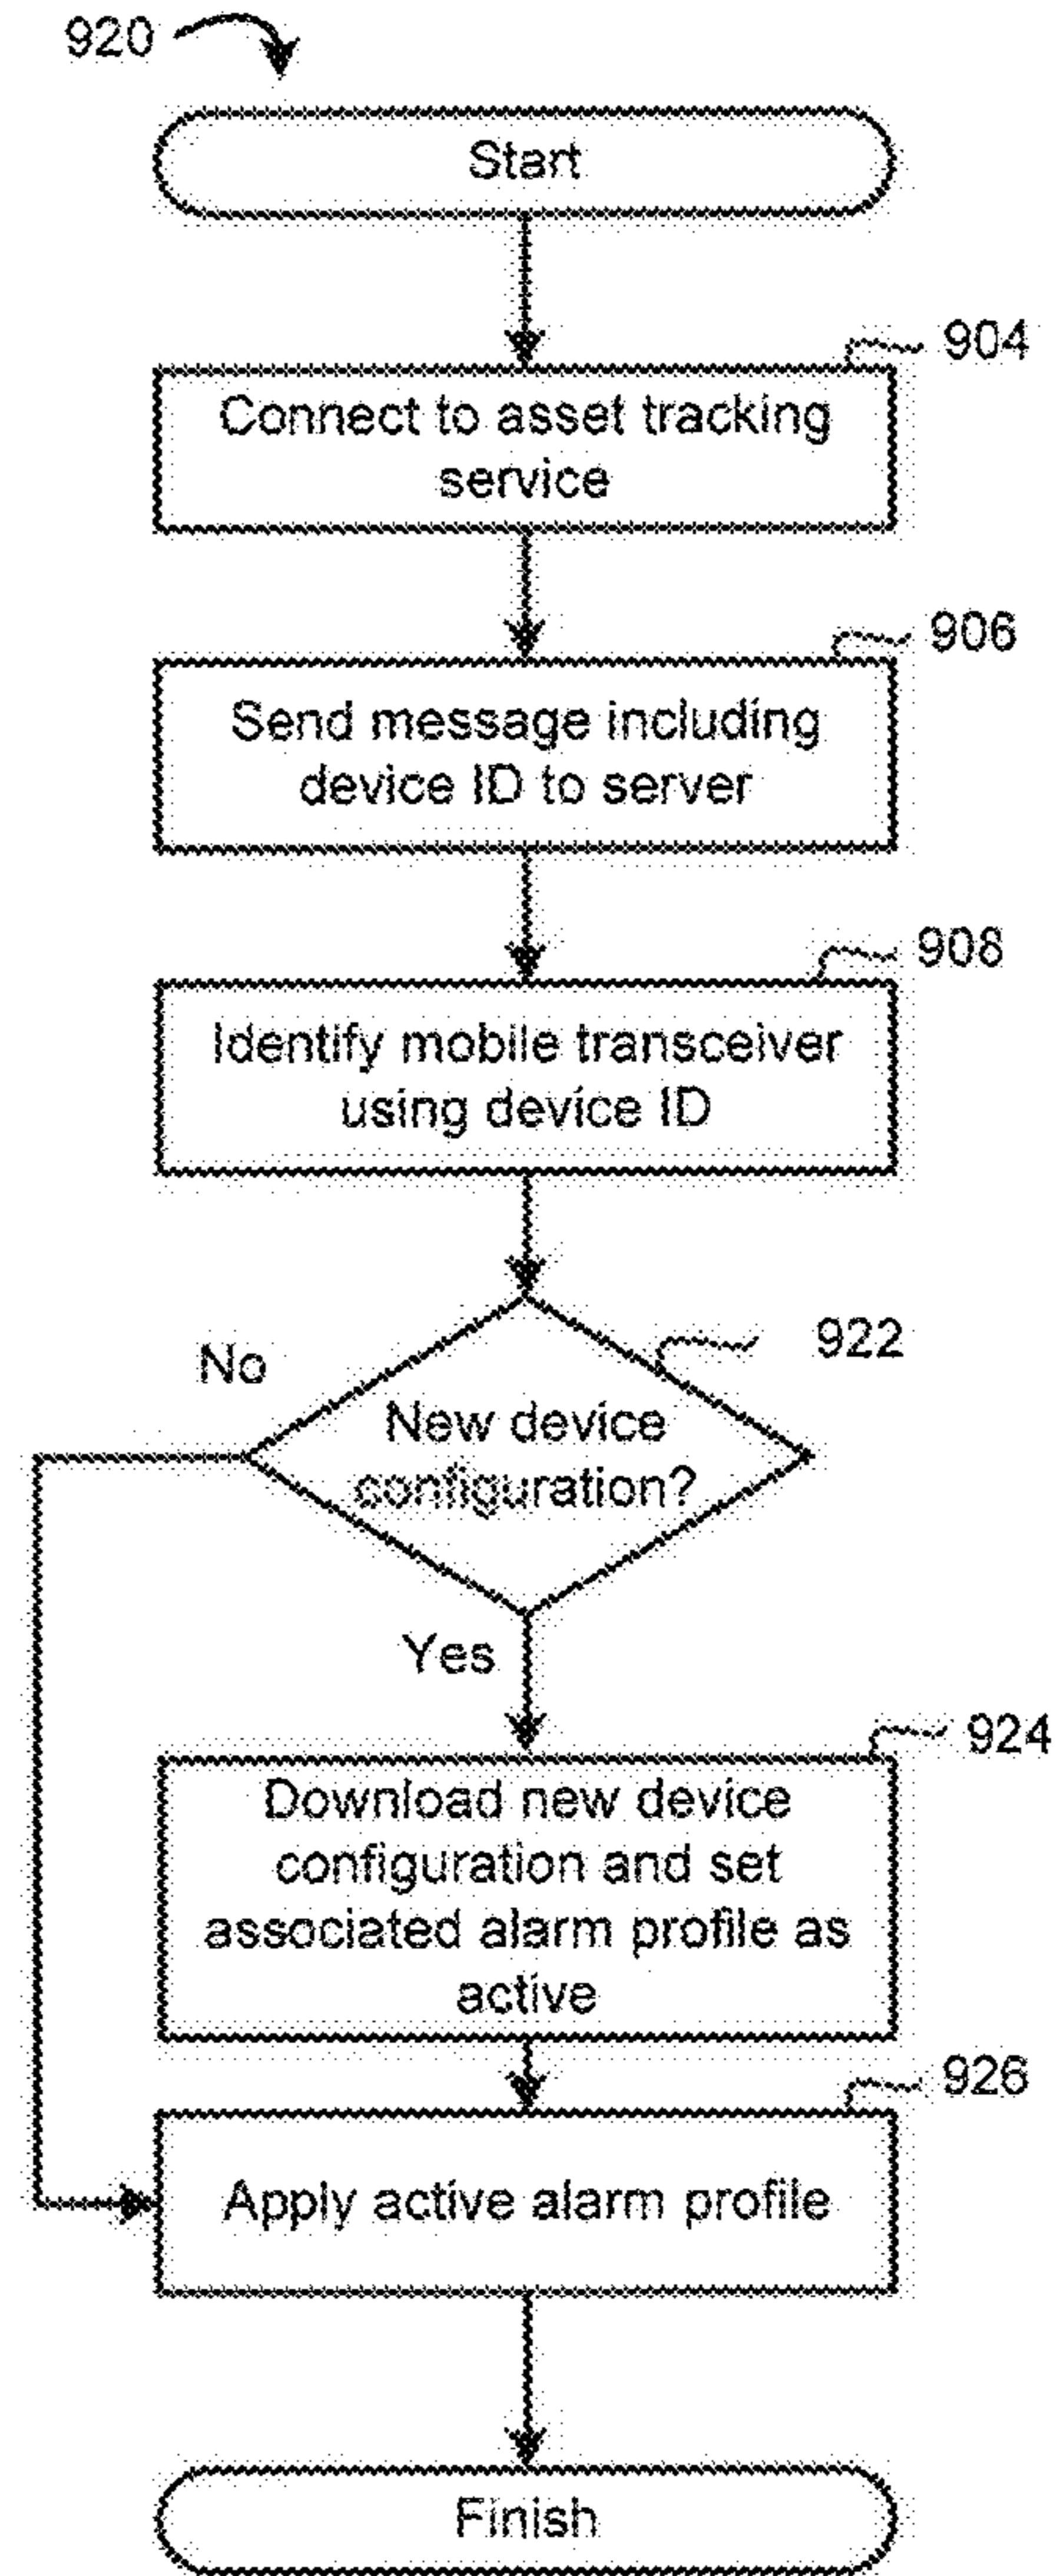 920
Start
904
Connect to asset tracking
service
906
Send message including
device ID to server
908
Identify mobile transceiver
using device ID
922
No
New device
configuration?
Yes
924
Download new device
configuration and set
associated alarm profile as
active
926
Apply active alarm profile
Finish